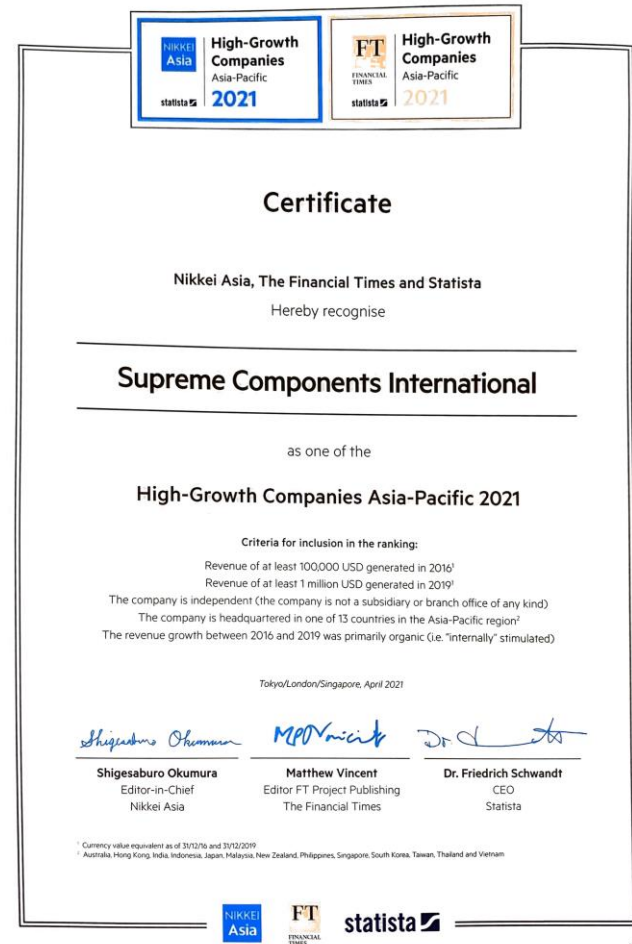 NIKKEI
Asia
statista
High-Growth
Companies
Asia-Pacific
2021
FT
FINANCIAL
TIMES
statista
High-Growth
Companies
Asia-Pacific
2021
Certificate
Nikkei Asia, The Financial Times and Statista
Hereby recognise
Supreme Components International
as one of the
High-Growth Companies Asia-Pacific 2021
Criteria for inclusion in the ranking:
Revenue of at least 100,000 USD generated in 2016¹
Revenue of at least 1 million USD generated in 2019¹
The company is independent (the company is not a subsidiary or branch office of any kind)
The company is headquartered in one of 13 countries in the Asia-Pacific region²
The revenue growth between 2016 and 2019 was primarily organic (i.e. "internally" stimulated)
Tokyo/London/Singapore, April 2021
Shigesaburo Okumura
Shigesaburo Okumura
Editor-in-Chief
Nikkei Asia
Matthew Vincent
Editor FT Project Publishing
The Financial Times
Dr. Friedrich Schwandt
CEO
Statista
¹ Currency value equivalent as of 31/12/16 and 31/12/2019
² Australia, Hong Kong, India, Indonesia, Japan, Malaysia, New Zealand, Philippines, Singapore, South Korea, Taiwan, Thailand and Vietnam
NIKKEI
Asia
FT
FINANCIAL
TIMES
statista